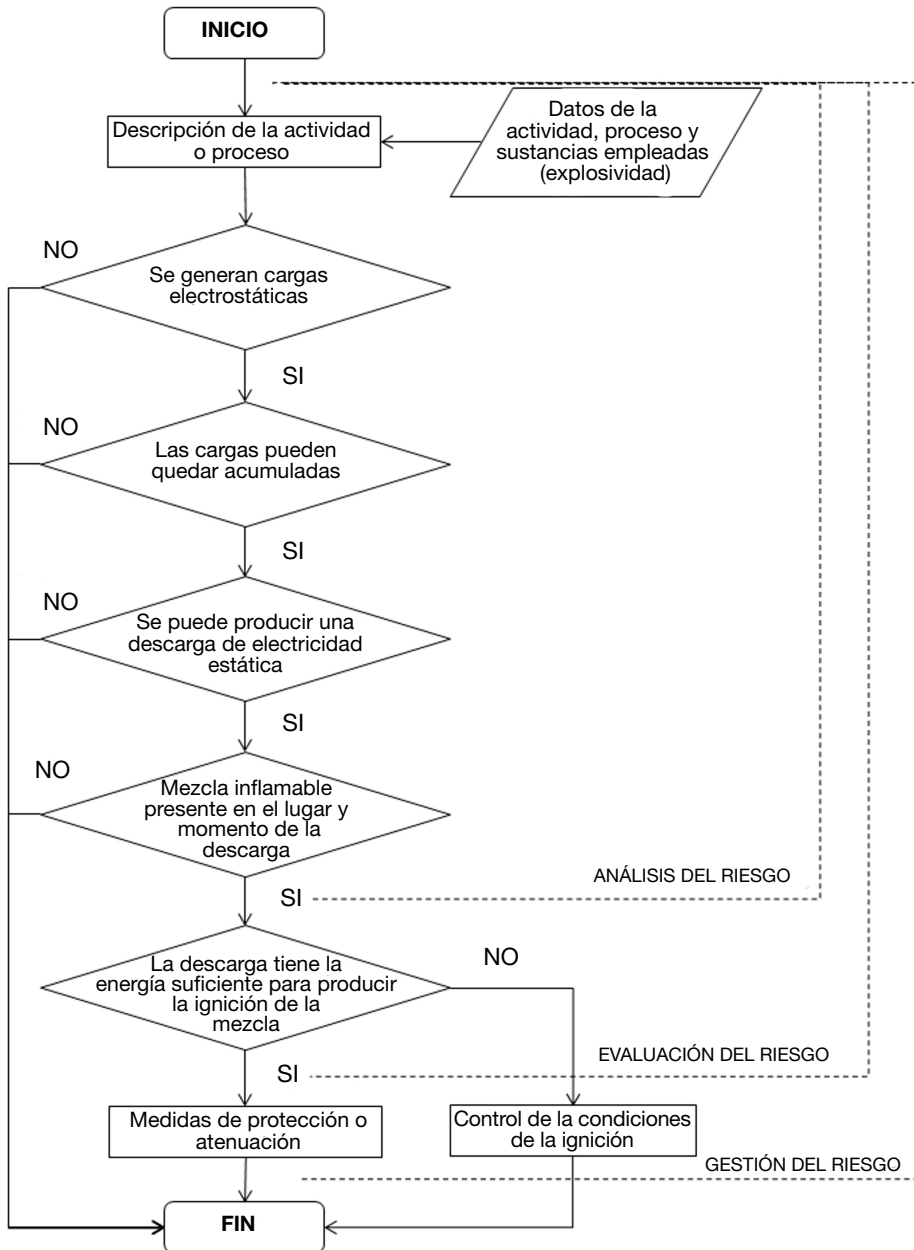 INICIO
Descripción de la actividad
o proceso
Datos de la
actividad, proceso y
sustancias empleadas
(explosividad)
NO
Se generan cargas
electrostáticas
SI
NO
Las cargas pueden
quedar acumuladas
SI
NO
Se puede producir una
descarga de electricidad
estática
SI
NO
Mezcla inflamable
presente en el lugar y
momento de la
descarga
ANÁLISIS DEL RIESGO
SI
La descarga tiene la
energía suficiente para producir
la ignición de la
mezcla
NO
EVALUACIÓN DEL RIESGO
SI
Medidas de protección o
atenuación
Control de la condiciones
de la ignición
GESTIÓN DEL RIESGO
FIN